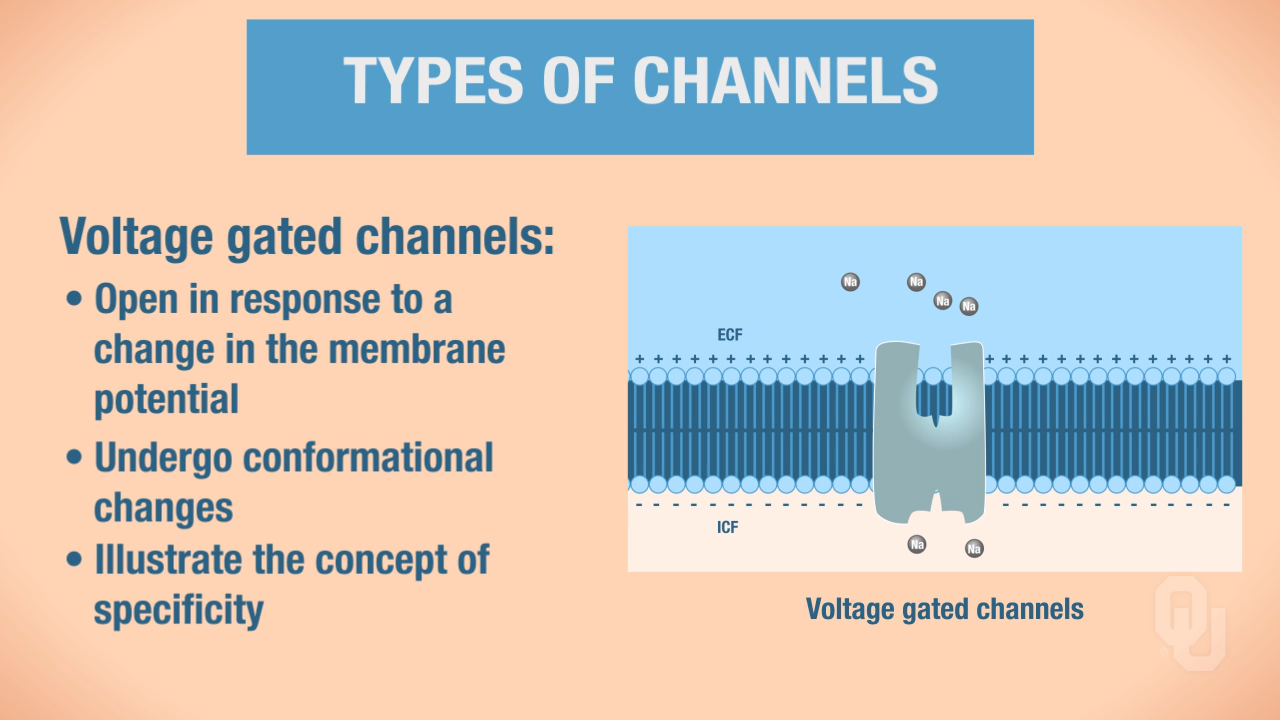 TYPES OF CHANNELS
Voltage gated channels:
• Open in response to a
change in the membrane
potential
• Undergo conformational
changes
• Illustrate the concept of
specificity
Na Na
Na Na
ECF
+ + + + + + + + + + + + + + + + + + + + + + + + + + +
- - - - - - - - - - - - - - - - - - - - - - - - - -
ICF
Na Na
Voltage gated channels
OU